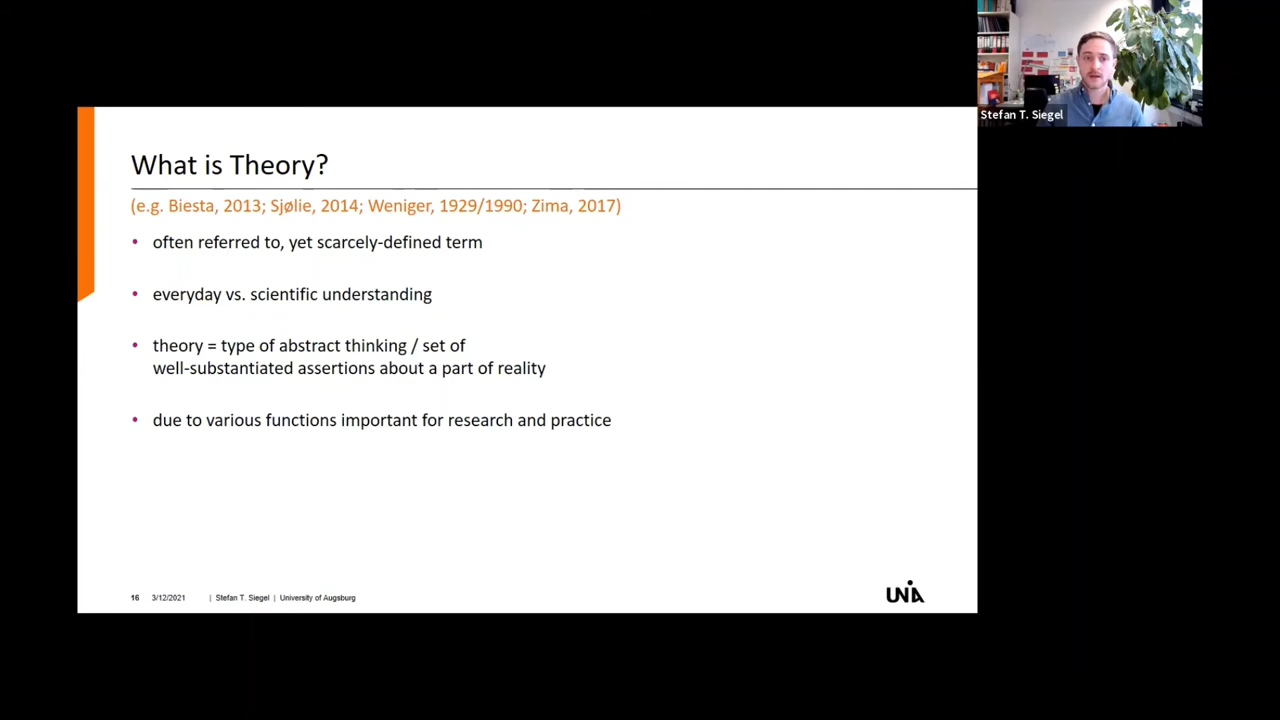 Stefan T. Siegel
What is Theory?
(e.g. Biesta, 2013; Sjølie, 2014; Weniger, 1929/1990; Zima, 2017)
• often referred to, yet scarcely-defined term
• everyday vs. scientific understanding
• theory = type of abstract thinking / set of
well-substantiated assertions about a part of reality
• due to various functions important for research and practice
16 3/12/2021 | Stefan T. Siegel | University of Augsburg
UNIA